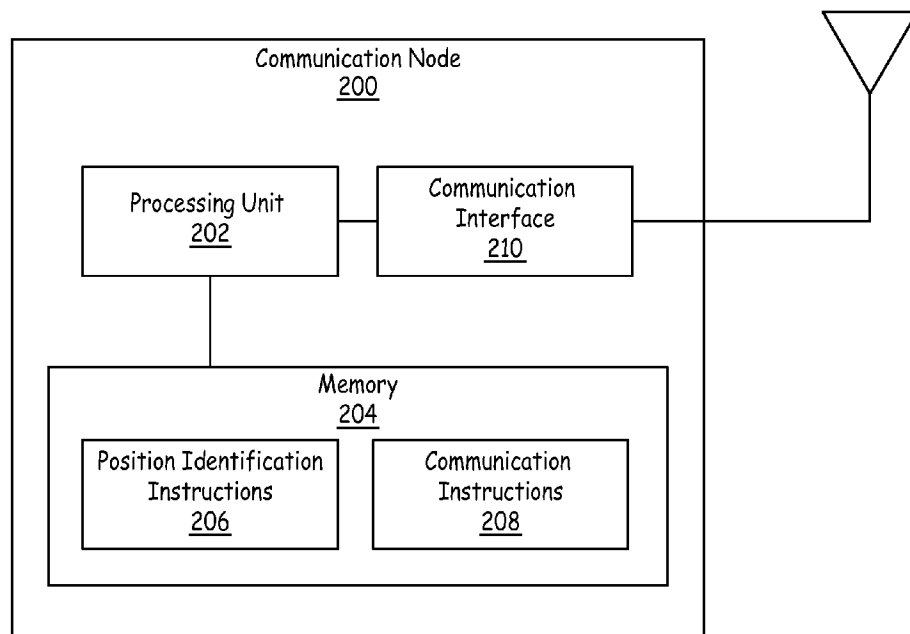 Communication Node
200
Processing Unit
202
Communication
Interface
210
Memory
204
Position Identification
Instructions
206
Communication
Instructions
208